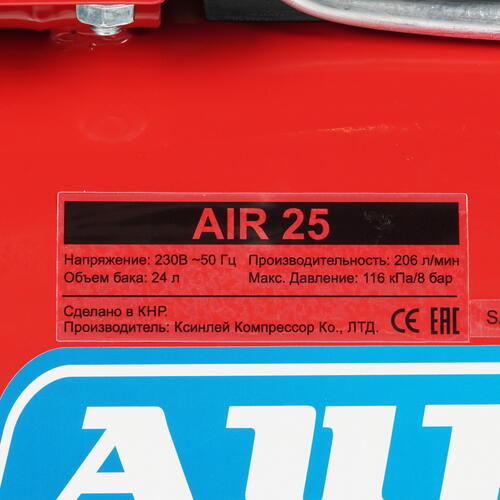 AIR 25
Напряжение: 230В ~50 Гц Производительность: 206 л/мин
Объем бака: 24 л Макс. Давление: 116 кПа/8 бар
Сделано в КНР.
Производитель: Ксинлей Компрессор Ко., ЛТД. CE EAC